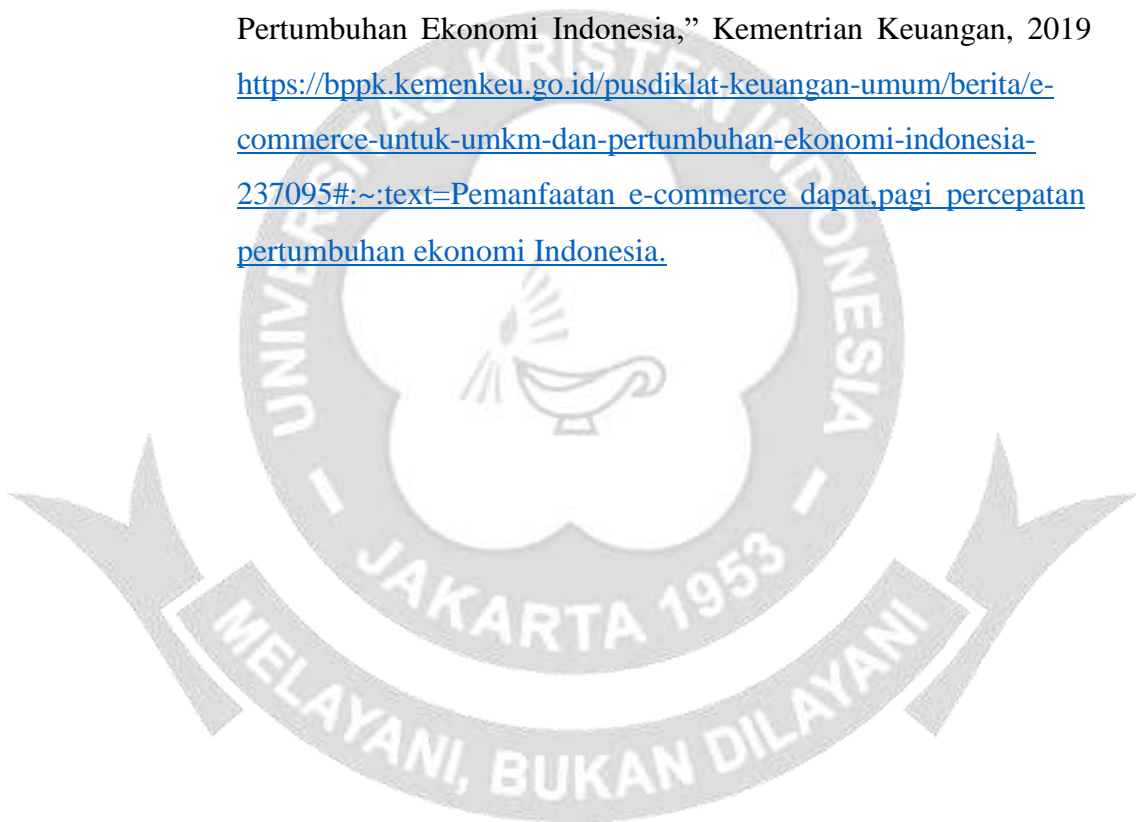 Pertumbuhan Ekonomi Indonesia,” Kementrian Keuangan, 2019
https://bppk.kemenkeu.go.id/pusdiklat-keuangan-umum/berita/e-
commerce-untuk-umkm-dan-pertumbuhan-ekonomi-indonesia-
237095#:~:text=Pemanfaatan e-commerce dapat,pagi percepatan
pertumbuhan ekonomi Indonesia.
UNIVERSITAS KRISTEN INDONESIA
JAKARTA 1953
MELAYANI, BUKAN DILAYANI